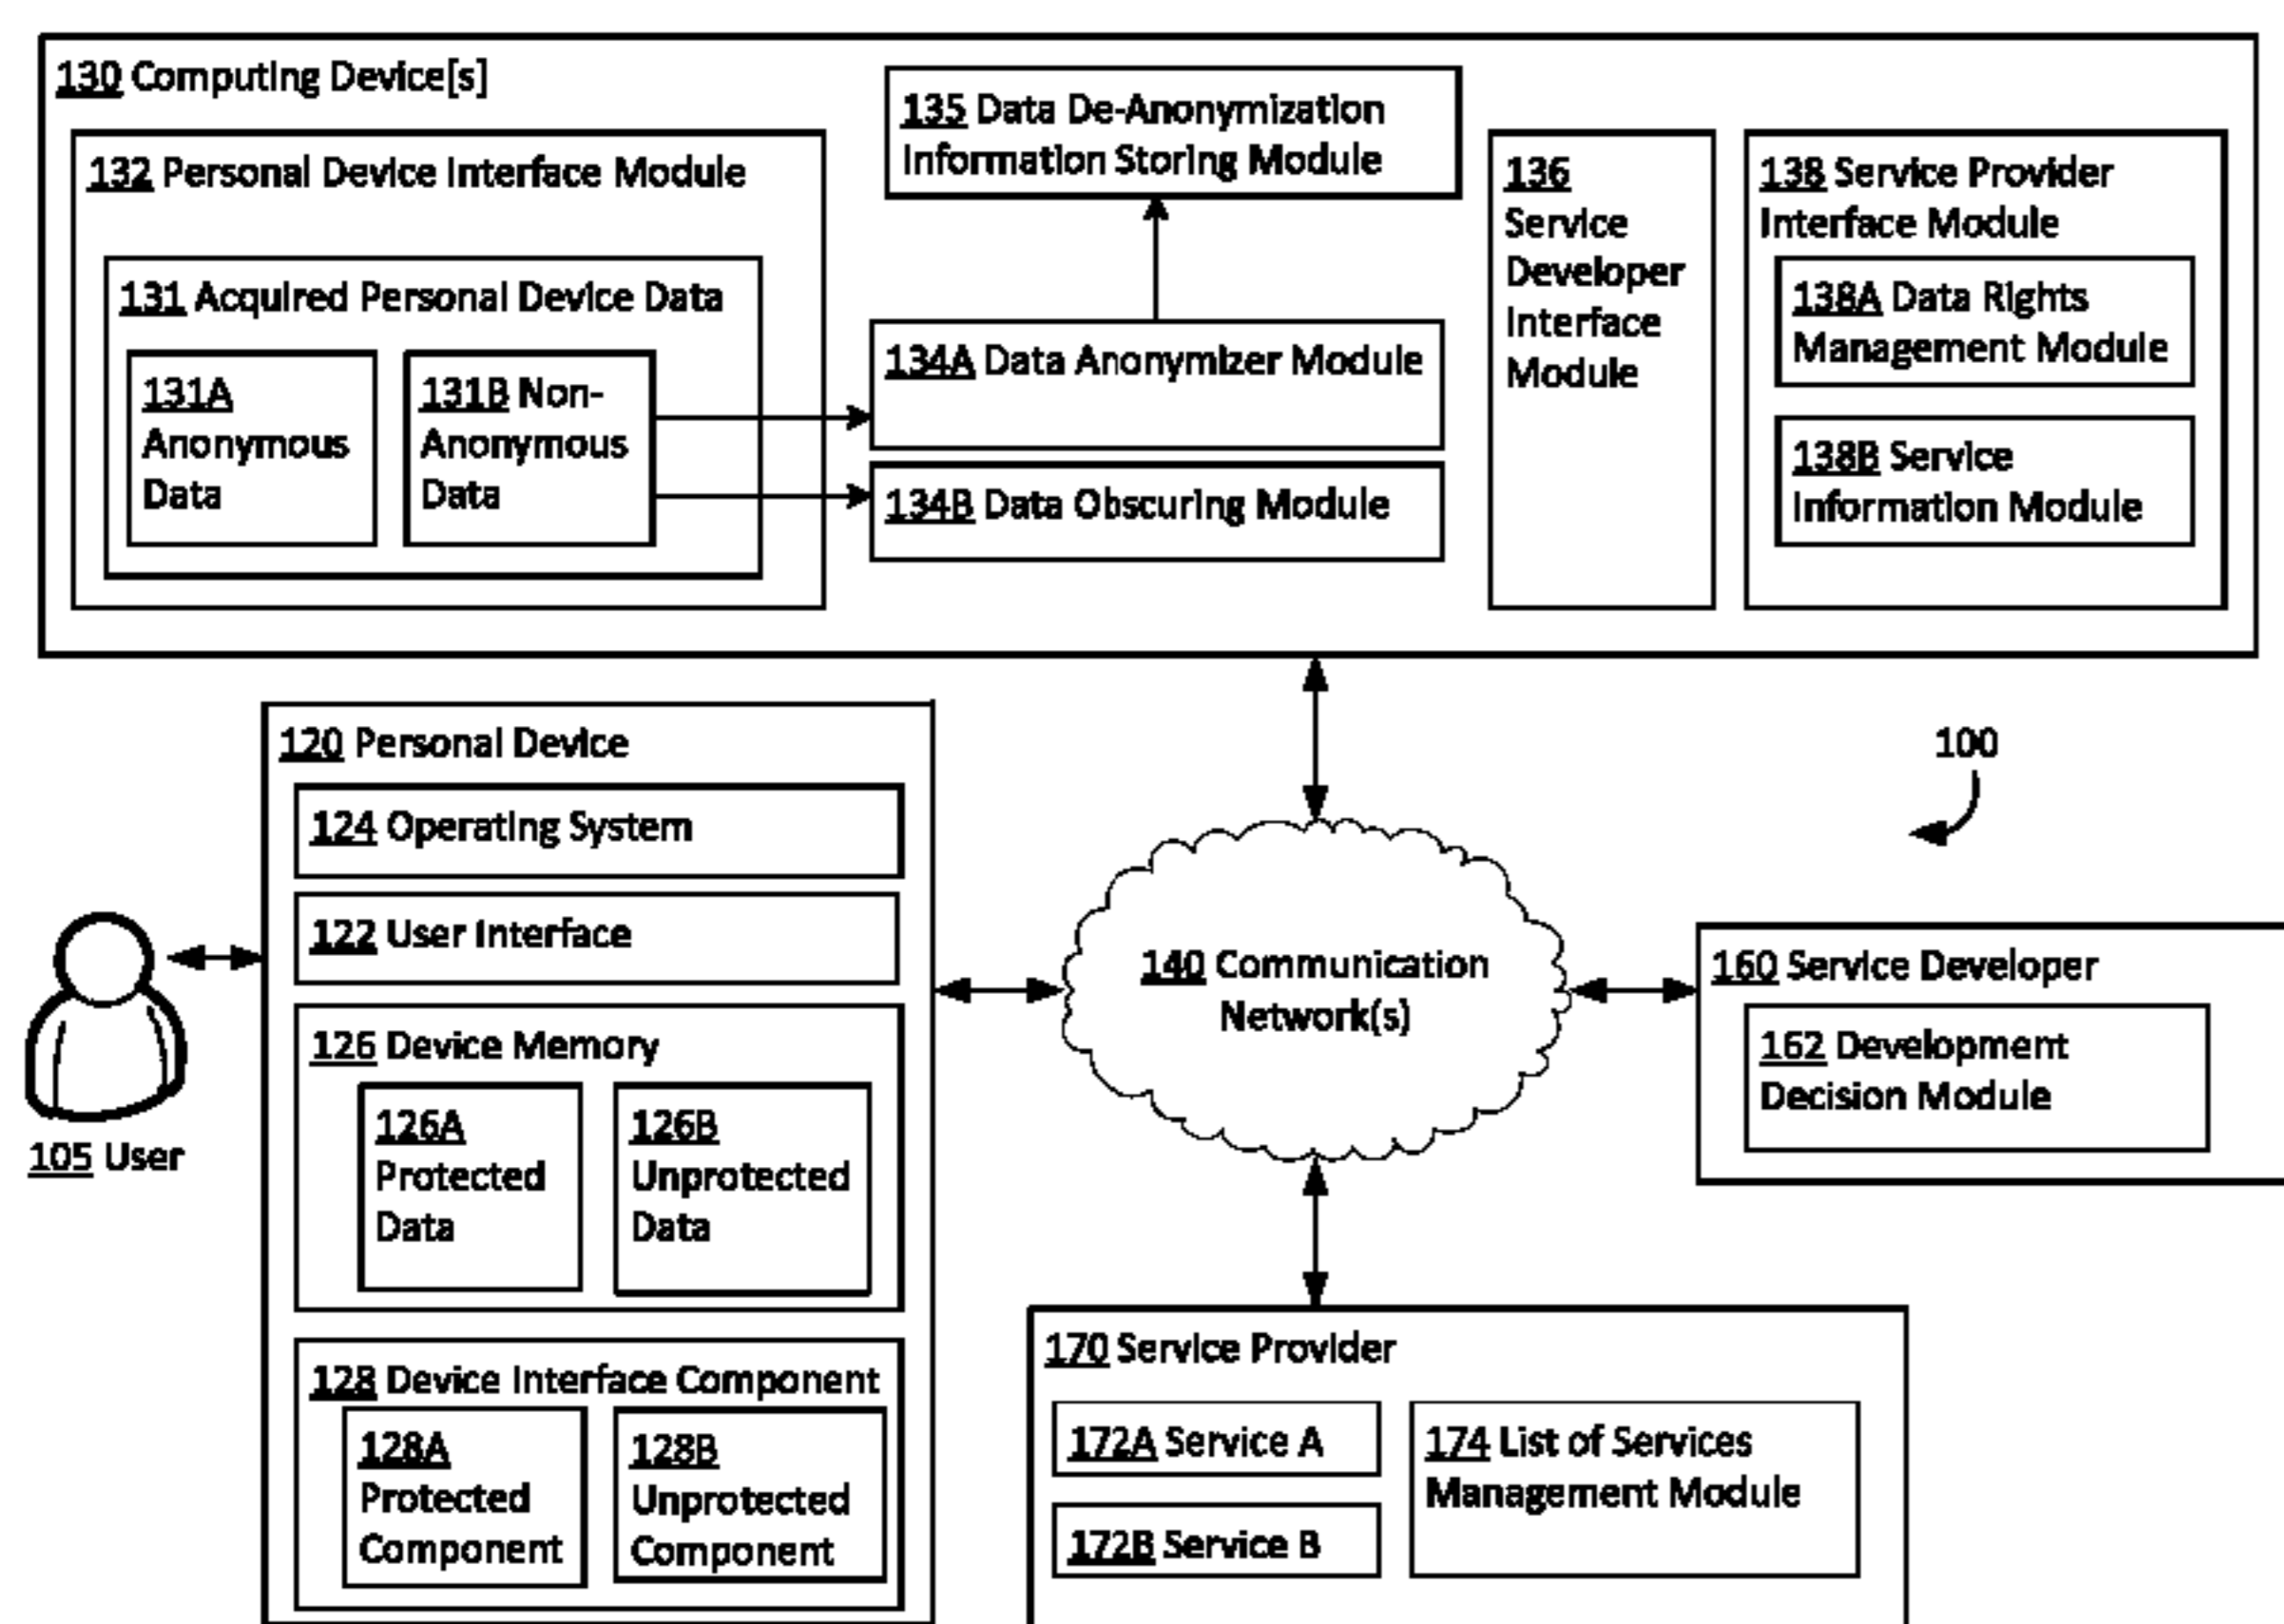 130 Computing Device[s]
132 Personal Device Interface Module
131 Acquired Personal Device Data
131A
Anonymous
Data
131B Non-
Anonymous
Data
135 Data De-Anonymization
Information Storing Module
134A Data Anonymizer Module
134B Data Obscuring Module
136
Service
Developer
Interface
Module
138 Service Provider
Interface Module
138A Data Rights
Management Module
138B Service
Information Module
120 Personal Device
124 Operating System
122 User Interface
126 Device Memory
126A
Protected
Data
126B
Unprotected
Data
128 Device Interface Component
128A
Protected
Component
128B
Unprotected
Component
105 User
140 Communication
Network(s)
100
160 Service Developer
162 Development
Decision Module
170 Service Provider
172A Service A
172B Service B
174 List of Services
Management Module